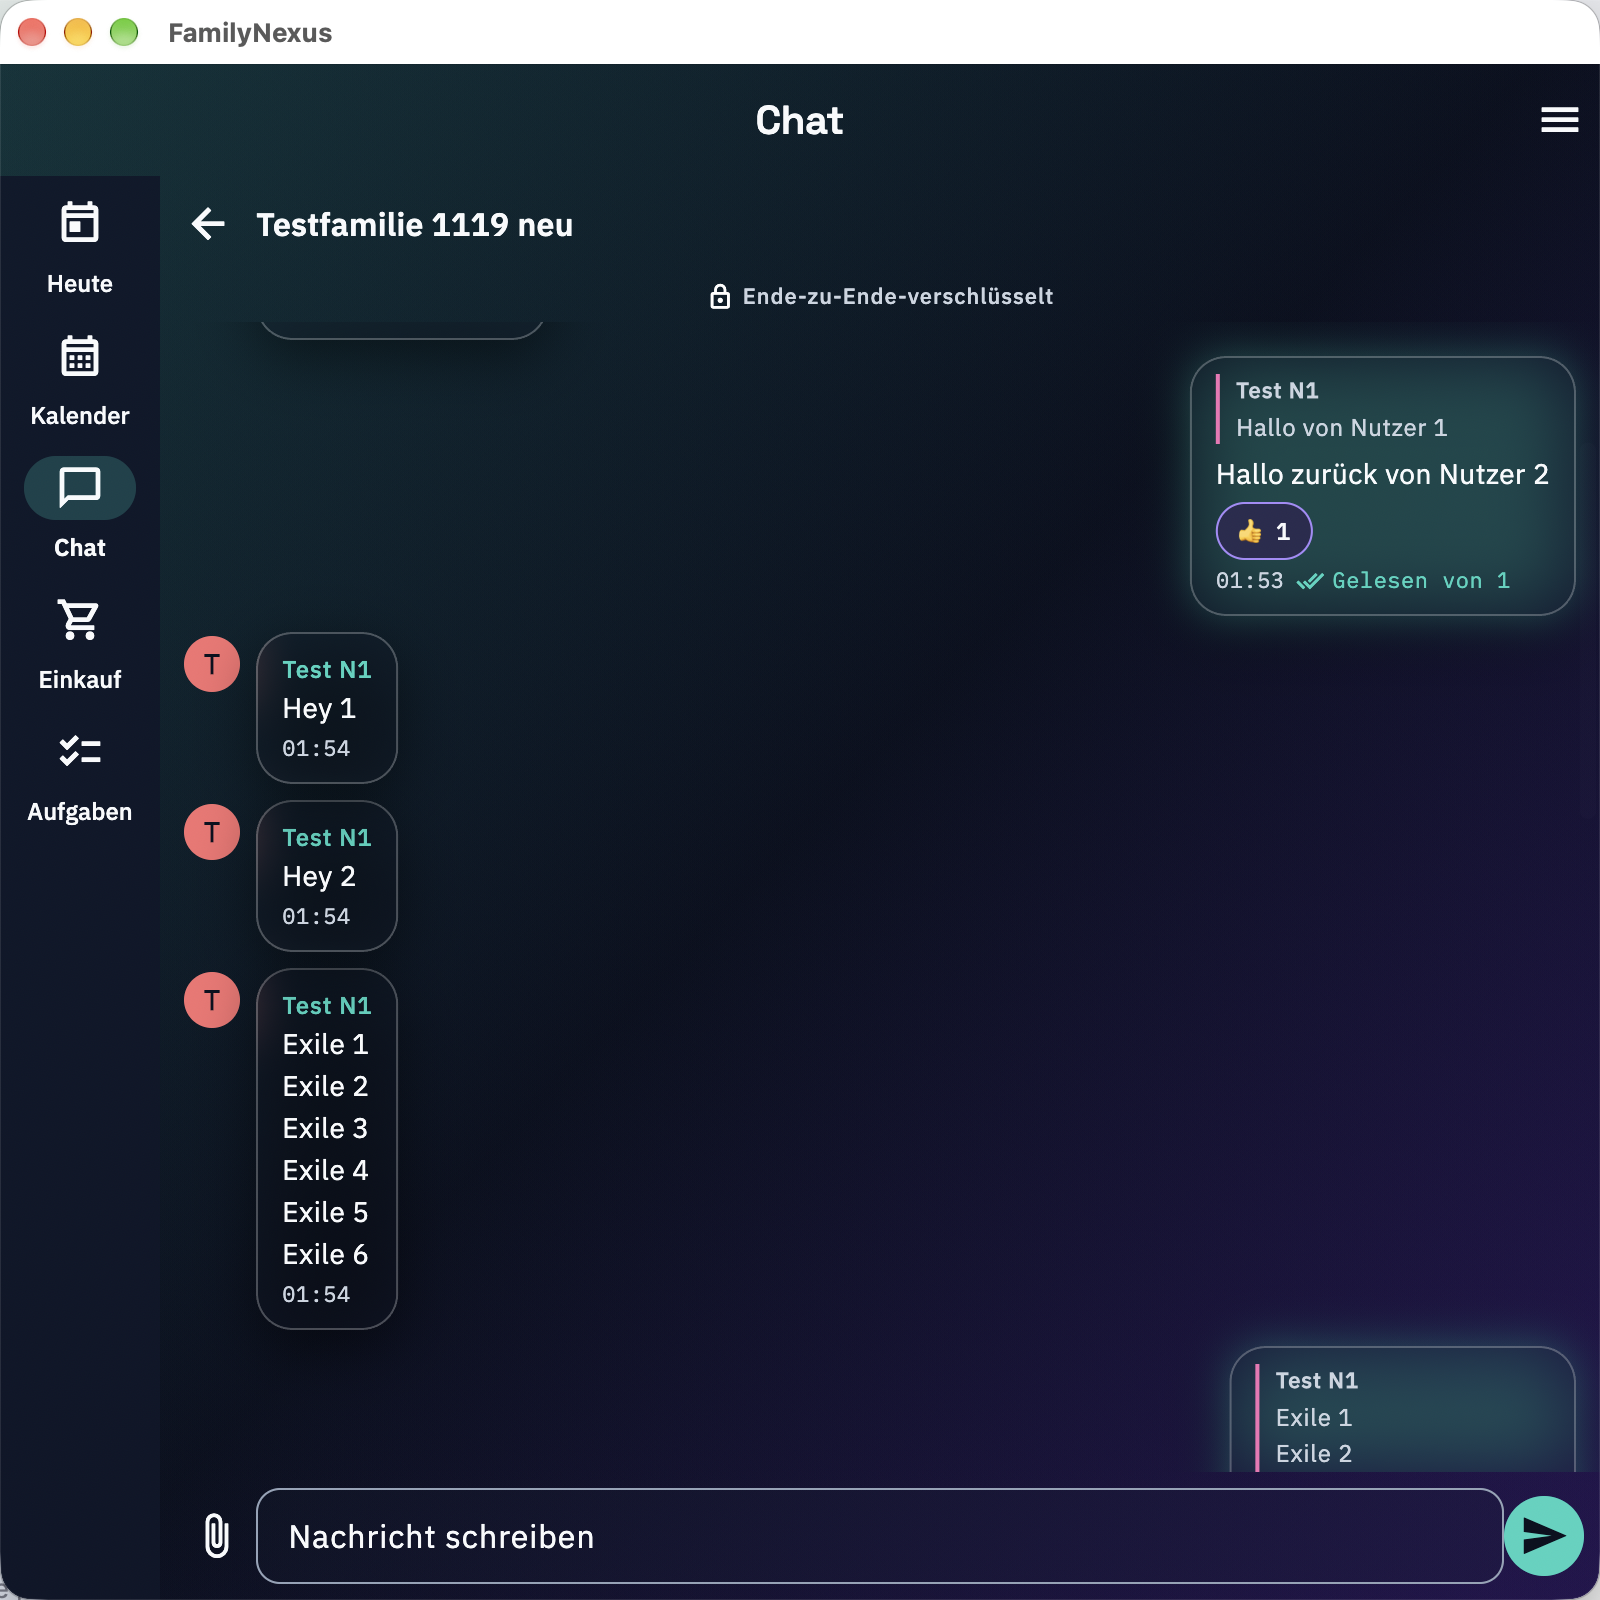 FamilyNexus
Chat
Heute
Kalender
Chat
Einkauf
Aufgaben
Testfamilie 1119 neu
Ende-zu-Ende-verschlüsselt
Test N1
Hallo von Nutzer 1
Hallo zurück von Nutzer 2
👍 1
01:53 Gelesen von 1
T
Test N1
Hey 1
01:54
T
Test N1
Hey 2
01:54
T
Test N1
Exile 1
Exile 2
Exile 3
Exile 4
Exile 5
Exile 6
01:54
Test N1
Exile 1
Exile 2
Nachricht schreiben